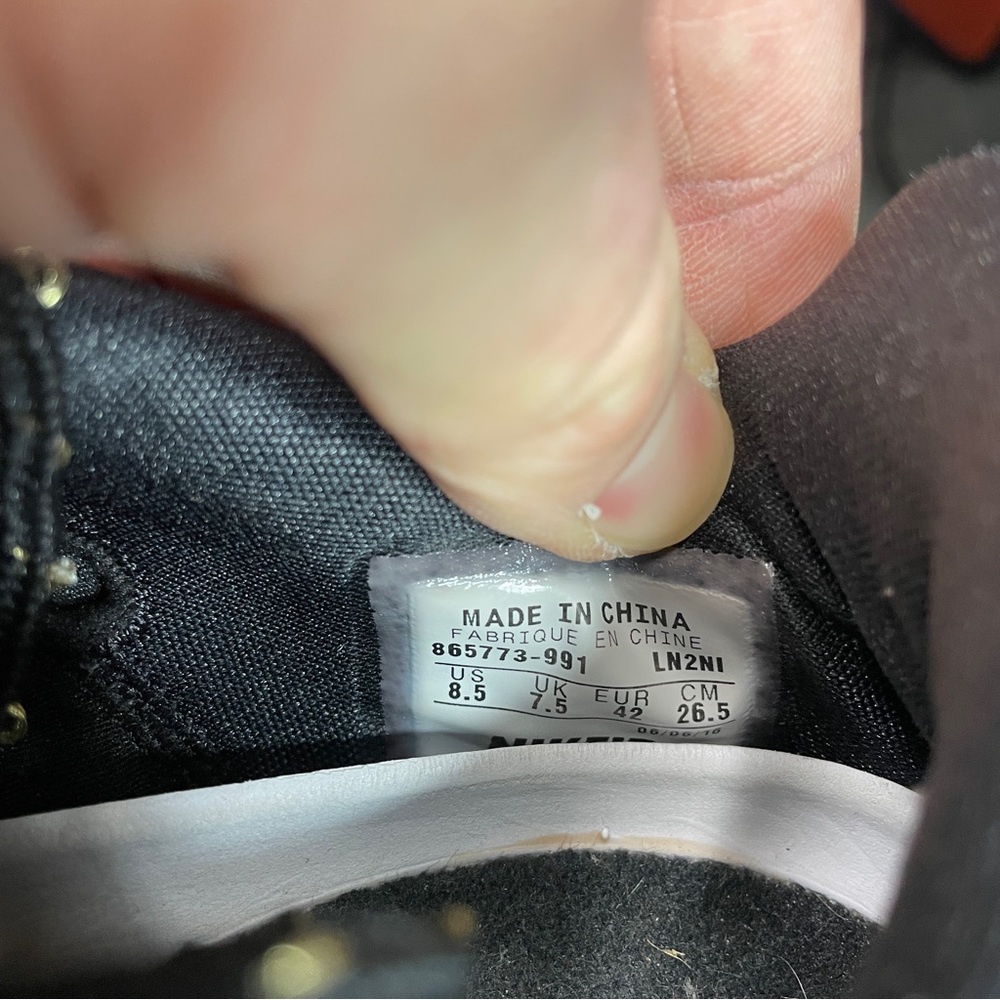 MADE IN CHINA
FABRIQUE EN CHINE
865773-991 LN2NI
US UK EUR CM
8.5 7.5 42 26.5